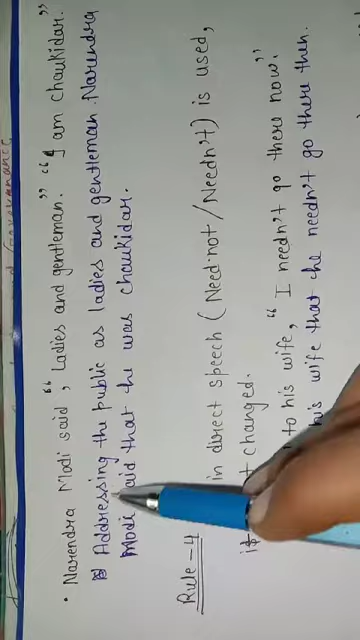 • Narendra Modi said, "Ladies and gentleman." "I am chaukidar."
Addressing the public as ladies and gentleman. Narendra
Modi said that he was chaukidar.
Rule-4
in direct speech (Need not/Needn't) is used,
changed.
to his wife, "I needn't go there now."
his wife that he needn't go there then.